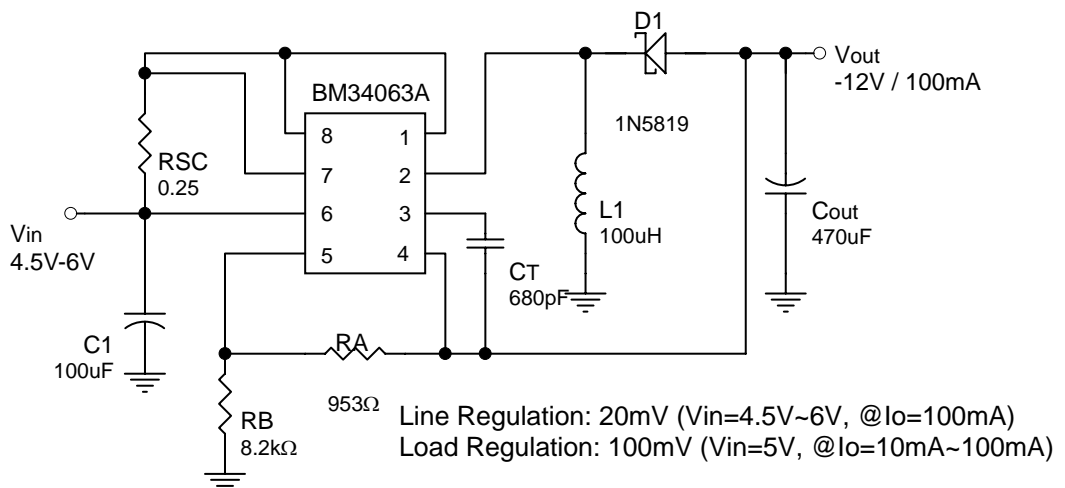 D1
Vout
-12V / 100mA
BM34063A
1N5819
8
1
RSC
0.25
7
2
L1
100uH
Cout
470uF
6
3
Vin
4.5V-6V
5
4
CT
680pF
C1
100uF
RA
953Ω
RB
8.2kΩ
Line Regulation: 20mV (Vin=4.5V~6V, @Io=100mA)
Load Regulation: 100mV (Vin=5V, @Io=10mA~100mA)